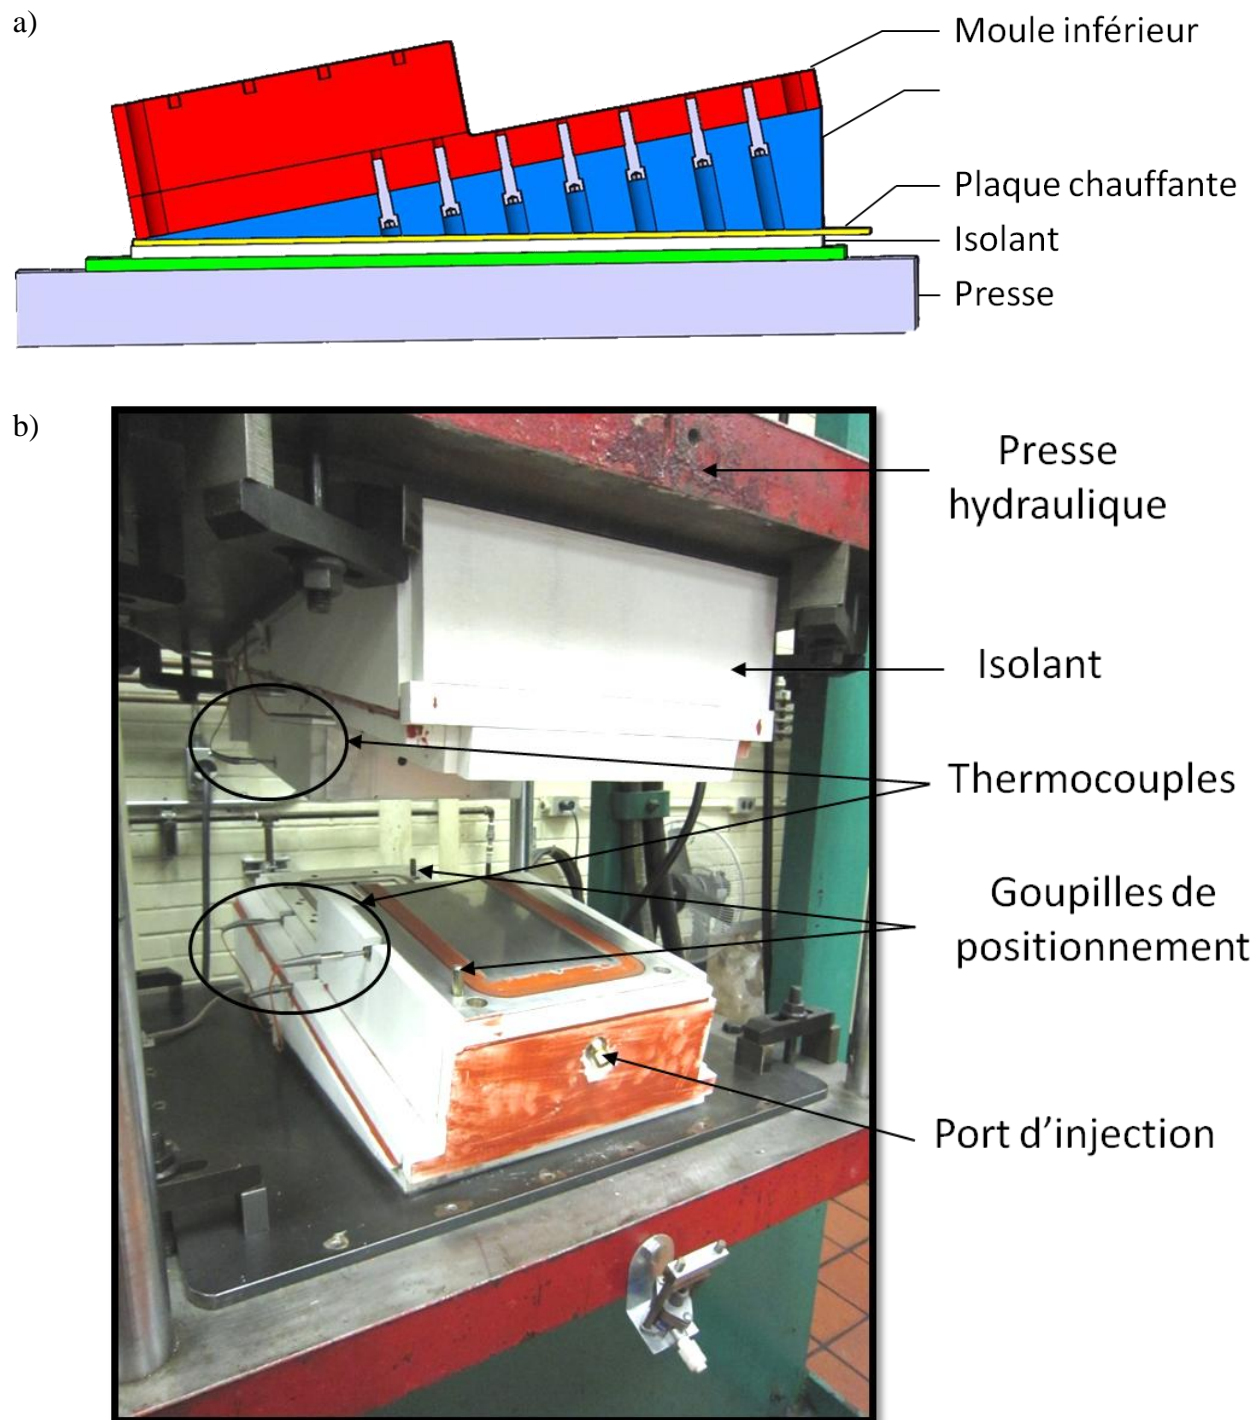 a)
Moule inférieur
Plaque chauffante
Isolant
Presse
b)
Presse
hydraulique
Isolant
Thermocouples
Goupilles de
positionnement
Port d'injection